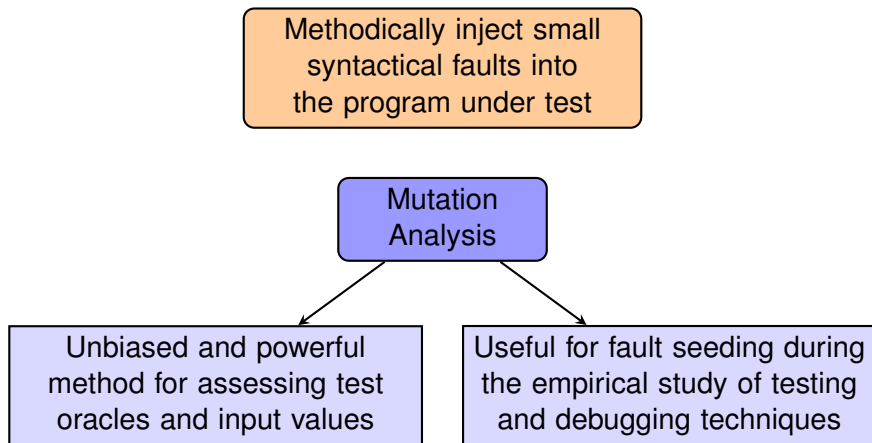 Methodically inject small
syntactical faults into
the program under test
Mutation
Analysis
Unbiased and powerful
method for assessing test
oracles and input values
Useful for fault seeding during
the empirical study of testing
and debugging techniques